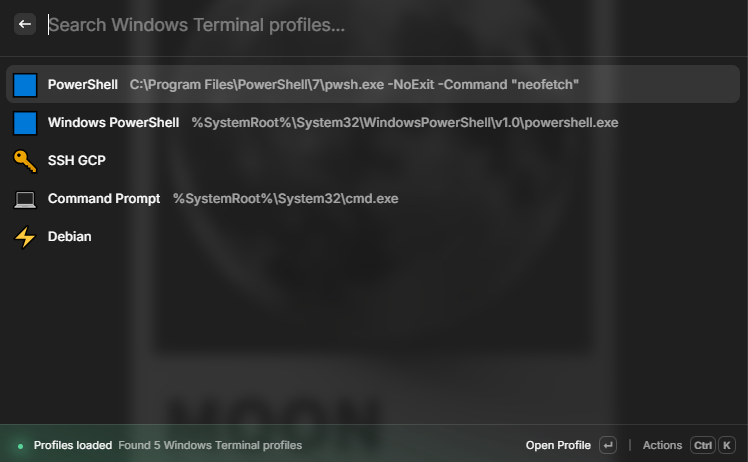 Search Windows Terminal profiles...
PowerShell C:\Program Files\PowerShell\7\pwsh.exe -NoExit -Command "neofetch"
Windows PowerShell %SystemRoot%\System32\WindowsPowerShell\v1.0\powershell.exe
SSH GCP
Command Prompt %SystemRoot%\System32\cmd.exe
Debian
MOON
Profiles loaded Found 5 Windows Terminal profiles Open Profile Actions Ctrl K